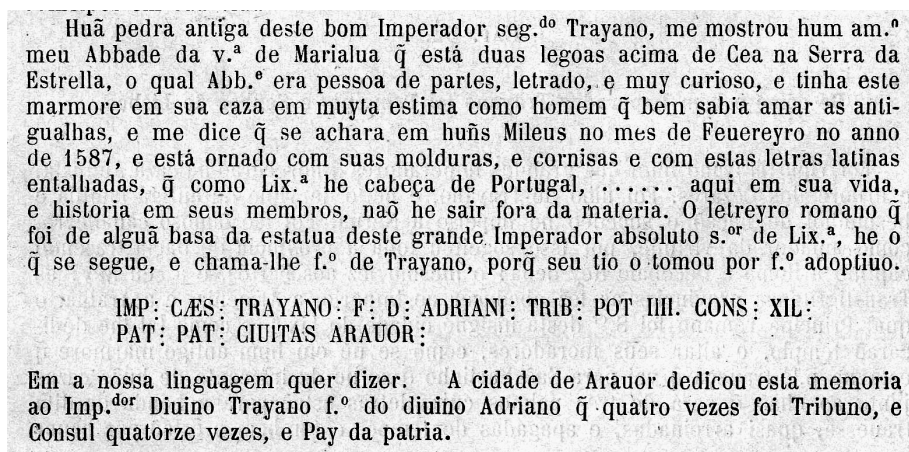 Huã pedra antiga deste bom Imperador seg.do Trayano, me mostrou hum am.o
meu Abbade da v.a de Marialua q̃ está duas legoas acima de Cea na Serra da
Estrella, o qual Abb.e era pessoa de partes, letrado, e muy curioso, e tinha este
marmore em sua caza em muyta estima como homem q̃ bem sabia amar as anti-
gualhas, e me dice q̃ se achara em huñs Mileus no mes de Feuereyro no anno
de 1587, e está ornado com suas molduras, e cornisas e com estas letras latinas
entalhadas, q̃ como Lix.a he cabeça de Portugal, ...... aqui em sua vida,
e historia em seus membros, naõ he sair fora da materia. O letreyro romano q̃
foi de alguã basa da estatua deste grande Imperador absoluto s.or de Lix.a, he o
q̃ se segue, e chama-lhe f.o de Trayano, porq̃ seu tio o tomou por f.o adoptiuo.
IMP: CÆS: TRAYANO: F: D: ADRIANI: TRIB: POT IIII. CONS: XII.:
PAT: PAT: CIUITAS ARAUOR:
Em a nossa linguagem quer dizer. A cidade de Arauor dedicou esta memoria
ao Imp.dor Diuino Trayano f.o do diuino Adriano q̃ quatro vezes foi Tribuno, e
Consul quatorze vezes, e Pay da patria.